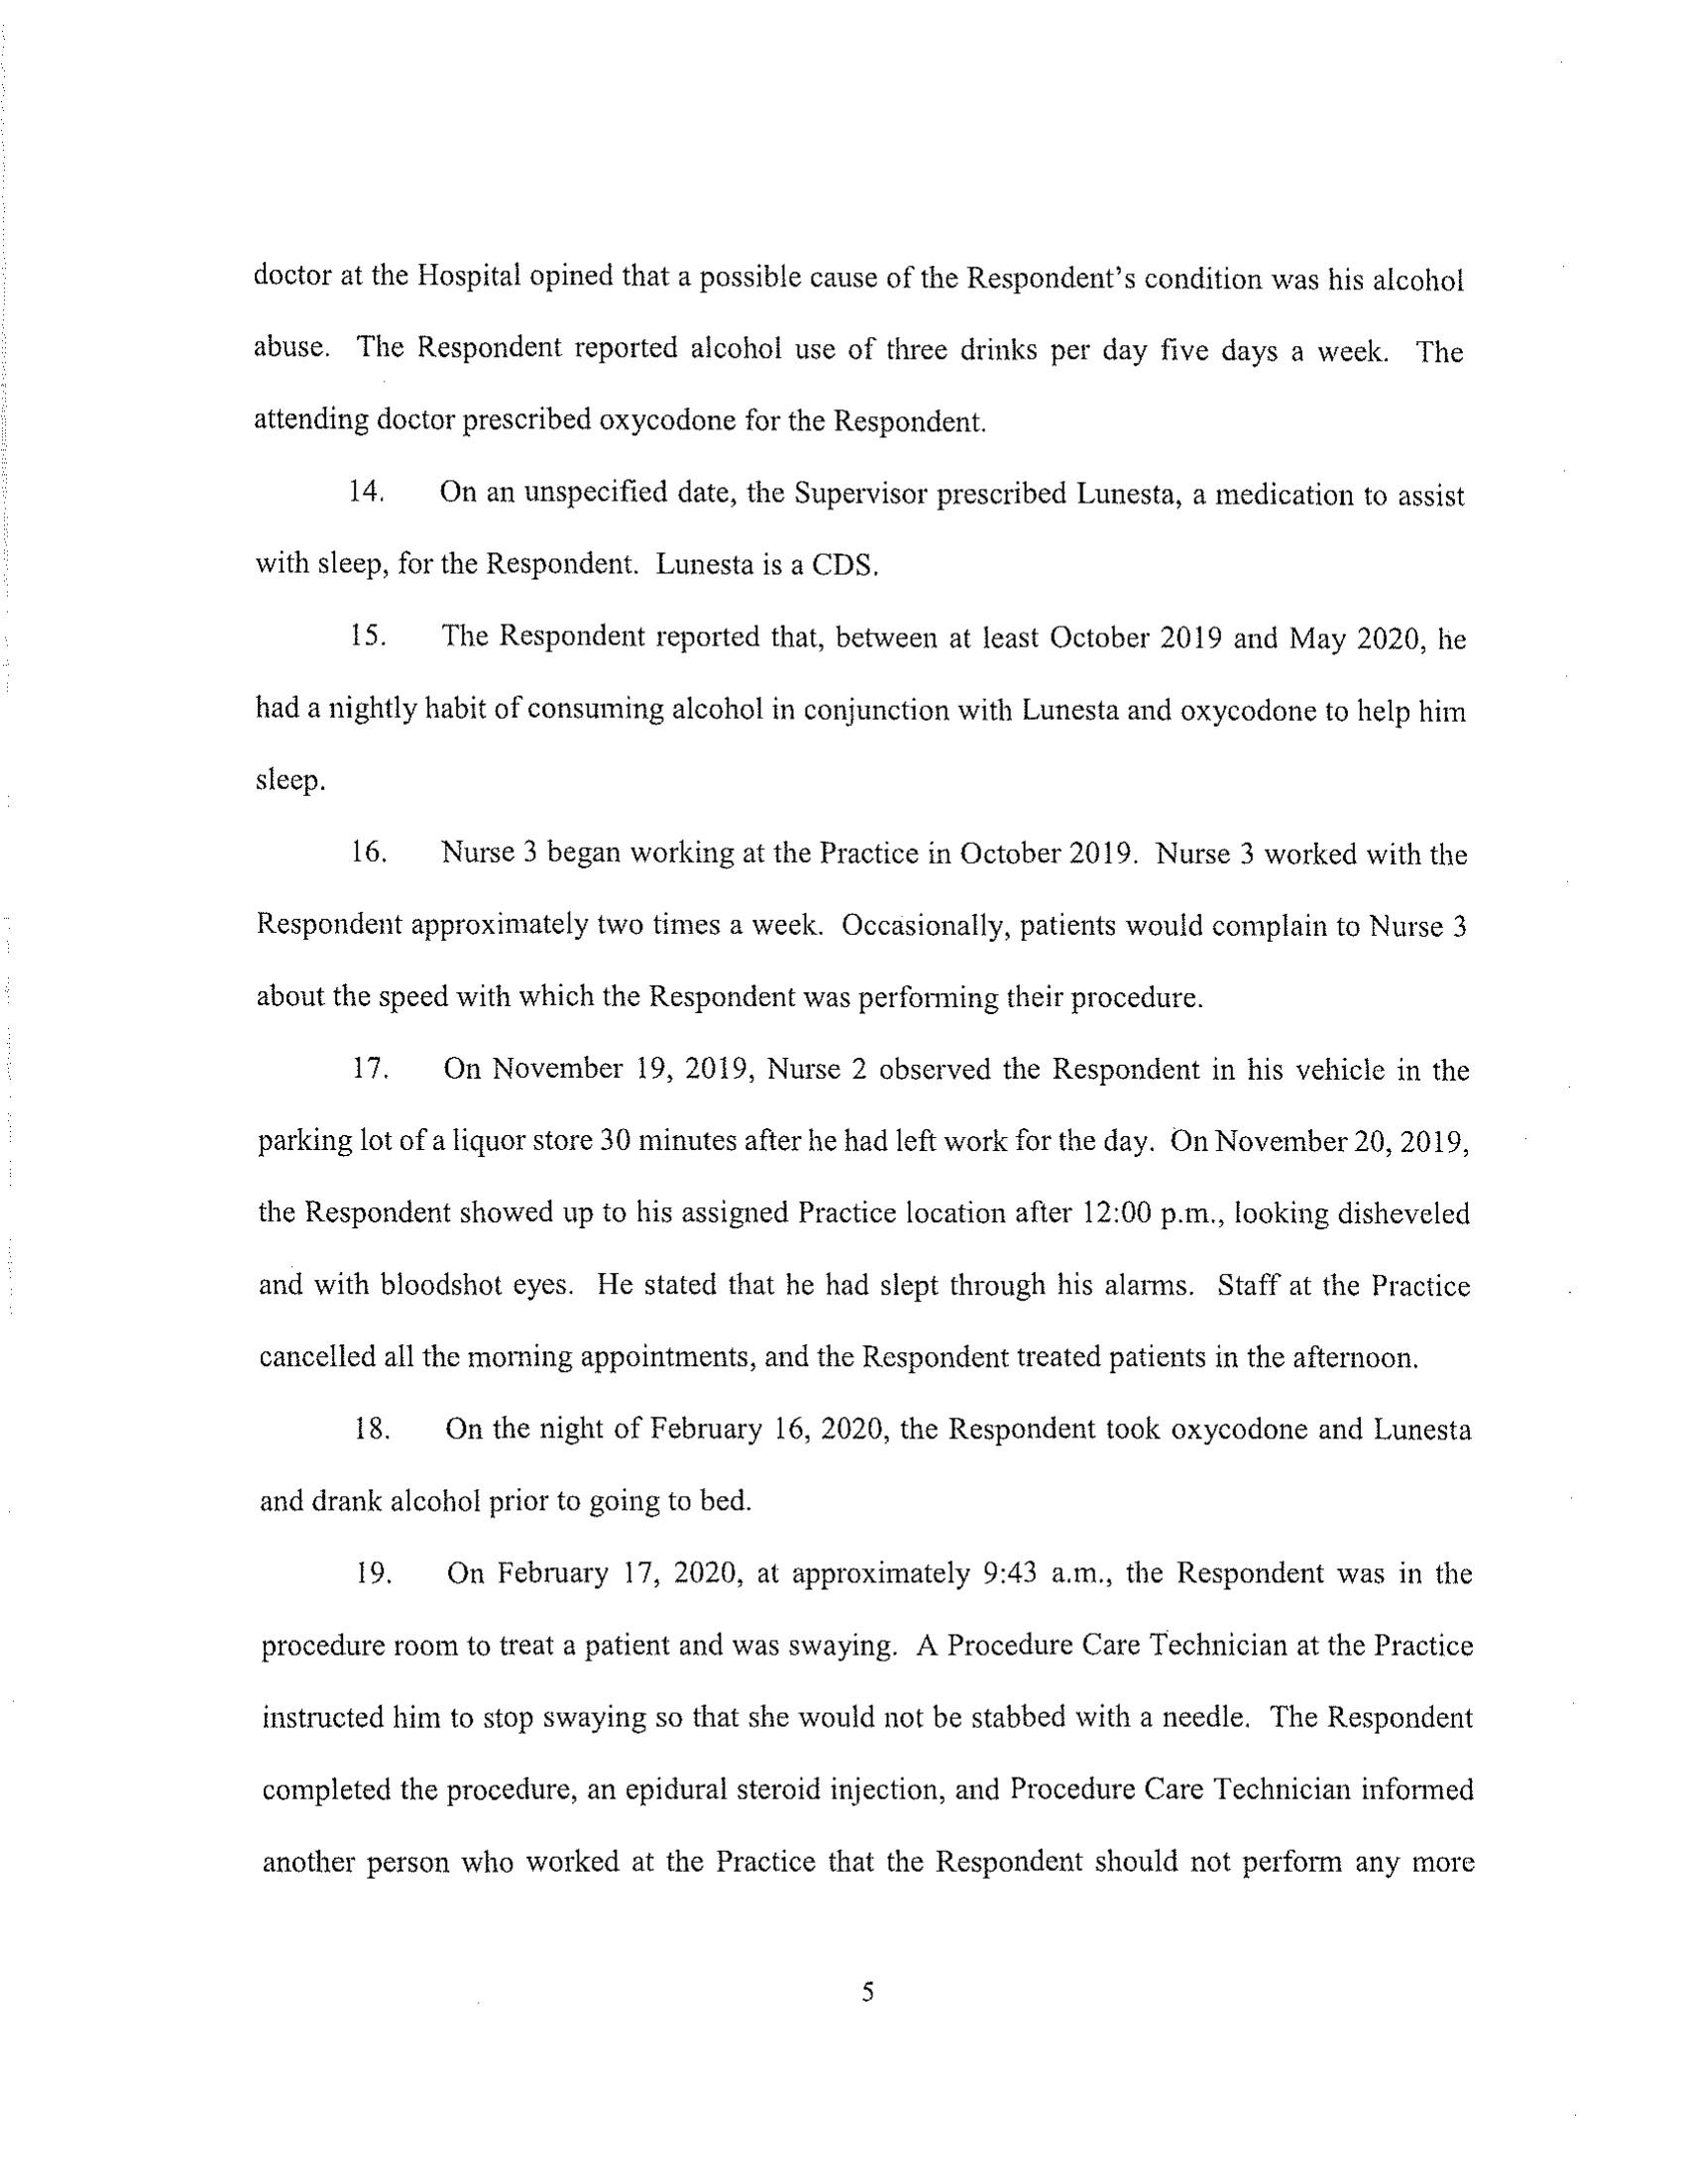 doctor at the Hospital opined that a possible cause of the Respondent's condition was his alcohol
abuse. The Respondent reported alcohol use of three drinks per day five days a week. The
attending doctor prescribed oxycodone for the Respondent.
14. On an unspecified date, the Supervisor prescribed Lunesta, a medication to assist
with sleep, for the Respondent. Lunesta is a CDS.
15. The Respondent reported that, between at least October 2019 and May 2020, he
had a nightly habit of consuming alcohol in conjunction with Lunesta and oxycodone to help him
sleep.
16. Nurse 3 began working at the Practice in October 2019. Nurse 3 worked with the
Respondent approximately two times a week. Occasionally, patients would complain to Nurse 3
about the speed with which the Respondent was performing their procedure.
17. On November 19, 2019, Nurse 2 observed the Respondent in his vehicle in the
parking lot of a liquor store 30 minutes after he had left work for the day. On November 20, 2019,
the Respondent showed up to his assigned Practice location after 12:00 p.m., looking disheveled
and with bloodshot eyes. He stated that he had slept through his alarms. Staff at the Practice
cancelled all the morning appointments, and the Respondent treated patients in the afternoon.
18. On the night of February 16, 2020, the Respondent took oxycodone and Lunesta
and drank alcohol prior to going to bed.
19. On February 17, 2020, at approximately 9:43 a.m., the Respondent was in the
procedure room to treat a patient and was swaying. A Procedure Care Technician at the Practice
instructed him to stop swaying so that she would not be stabbed with a needle. The Respondent
completed the procedure, an epidural steroid injection, and Procedure Care Technician informed
another person who worked at the Practice that the Respondent should not perform any more
5